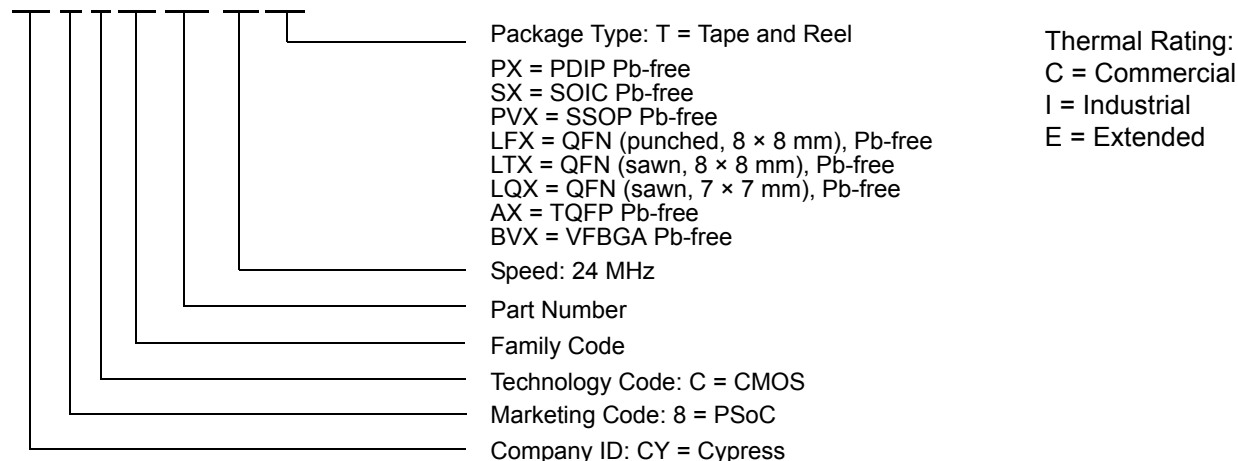 Package Type: T = Tape and Reel
PX = PDIP Pb-free
SX = SOIC Pb-free
PVX = SSOP Pb-free
LFX = QFN (punched, 8 × 8 mm), Pb-free
LTX = QFN (sawn, 8 × 8 mm), Pb-free
LQX = QFN (sawn, 7 × 7 mm), Pb-free
AX = TQFP Pb-free
BVX = VFBGA Pb-free
Speed: 24 MHz
Part Number
Family Code
Technology Code: C = CMOS
Marketing Code: 8 = PSoC
Company ID: CY = Cypress
Thermal Rating:
C = Commercial
I = Industrial
E = Extended